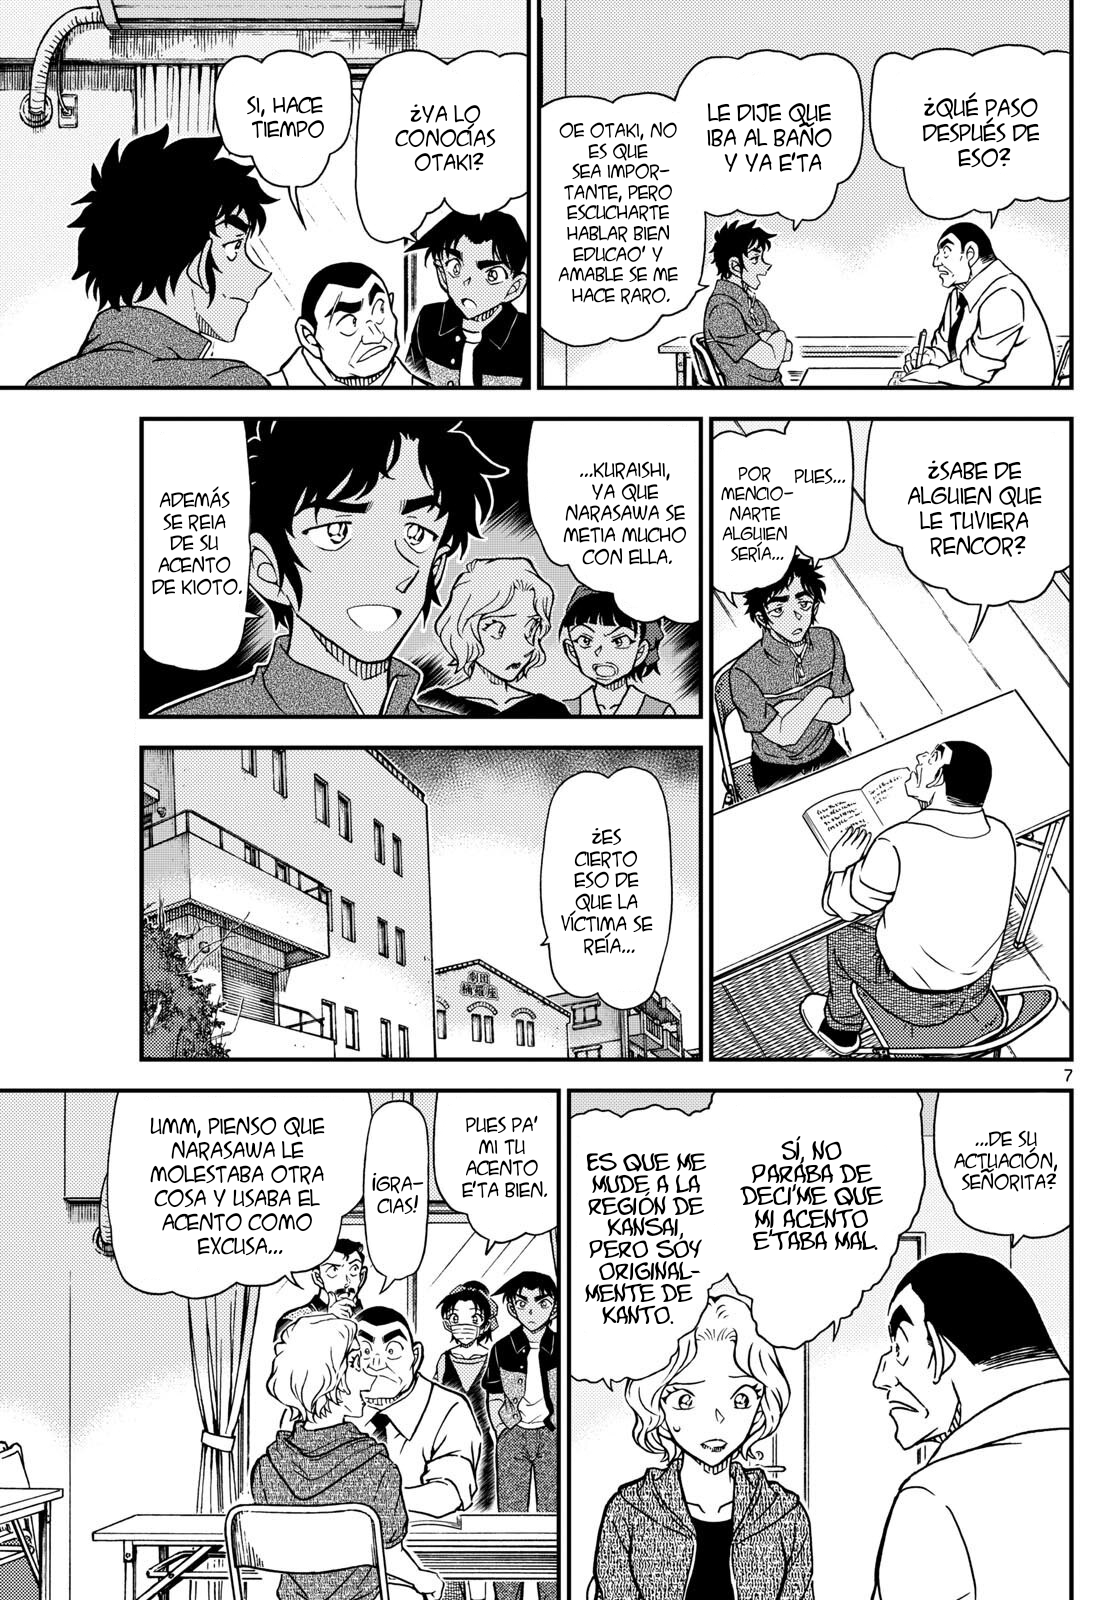 ¿QUÉ PASO
DESPUÉS DE
ESO?
LE DIJE QUE
IBA AL BAÑO
Y YA E'TA
OE OTAKI, NO
ES QUE
SEA IMPOR-
TANTE, PERO
ESCUCHARTE
HABLAR BIEN
EDUCAO' Y
AMABLE SE ME
HACE RARO.
¿YA LO
CONOCÍAS
OTAKI?
SI, HACE
TIEMPO
¿SABE DE
ALGUIEN QUE
LE TUVIERA
RENCOR?
PUES...
POR
MENCIO-
NARTE
ALGUIEN
SERÍA...
...KURAISHI,
YA QUE
NARASAWA SE
METIA MUCHO
CON ELLA.
ADEMÁS
SE REIA
DE SU
ACENTO
DE KIOTO.
¿ES
CIERTO
ESO DE
QUE LA
VÍCTIMA SE
REÍA...
劇団
桶羅座
7
...DE SU
ACTUACIÓN,
SEÑORITA?
SÍ, NO
PARABA DE
DECI'ME QUE
MI ACENTO
E'TABA MAL.
ES QUE ME
MUDE A LA
REGIÓN DE
KANSAI,
PERO SOY
ORIGINAL-
MENTE DE
KANTO.
PUES PA'
MI TU
ACENTO
E'TA BIEN.
¡GRA-
CIAS!
UMM, PIENSO QUE
NARASAWA LE
MOLESTABA OTRA
COSA Y USABA EL
ACENTO COMO
EXCUSA...